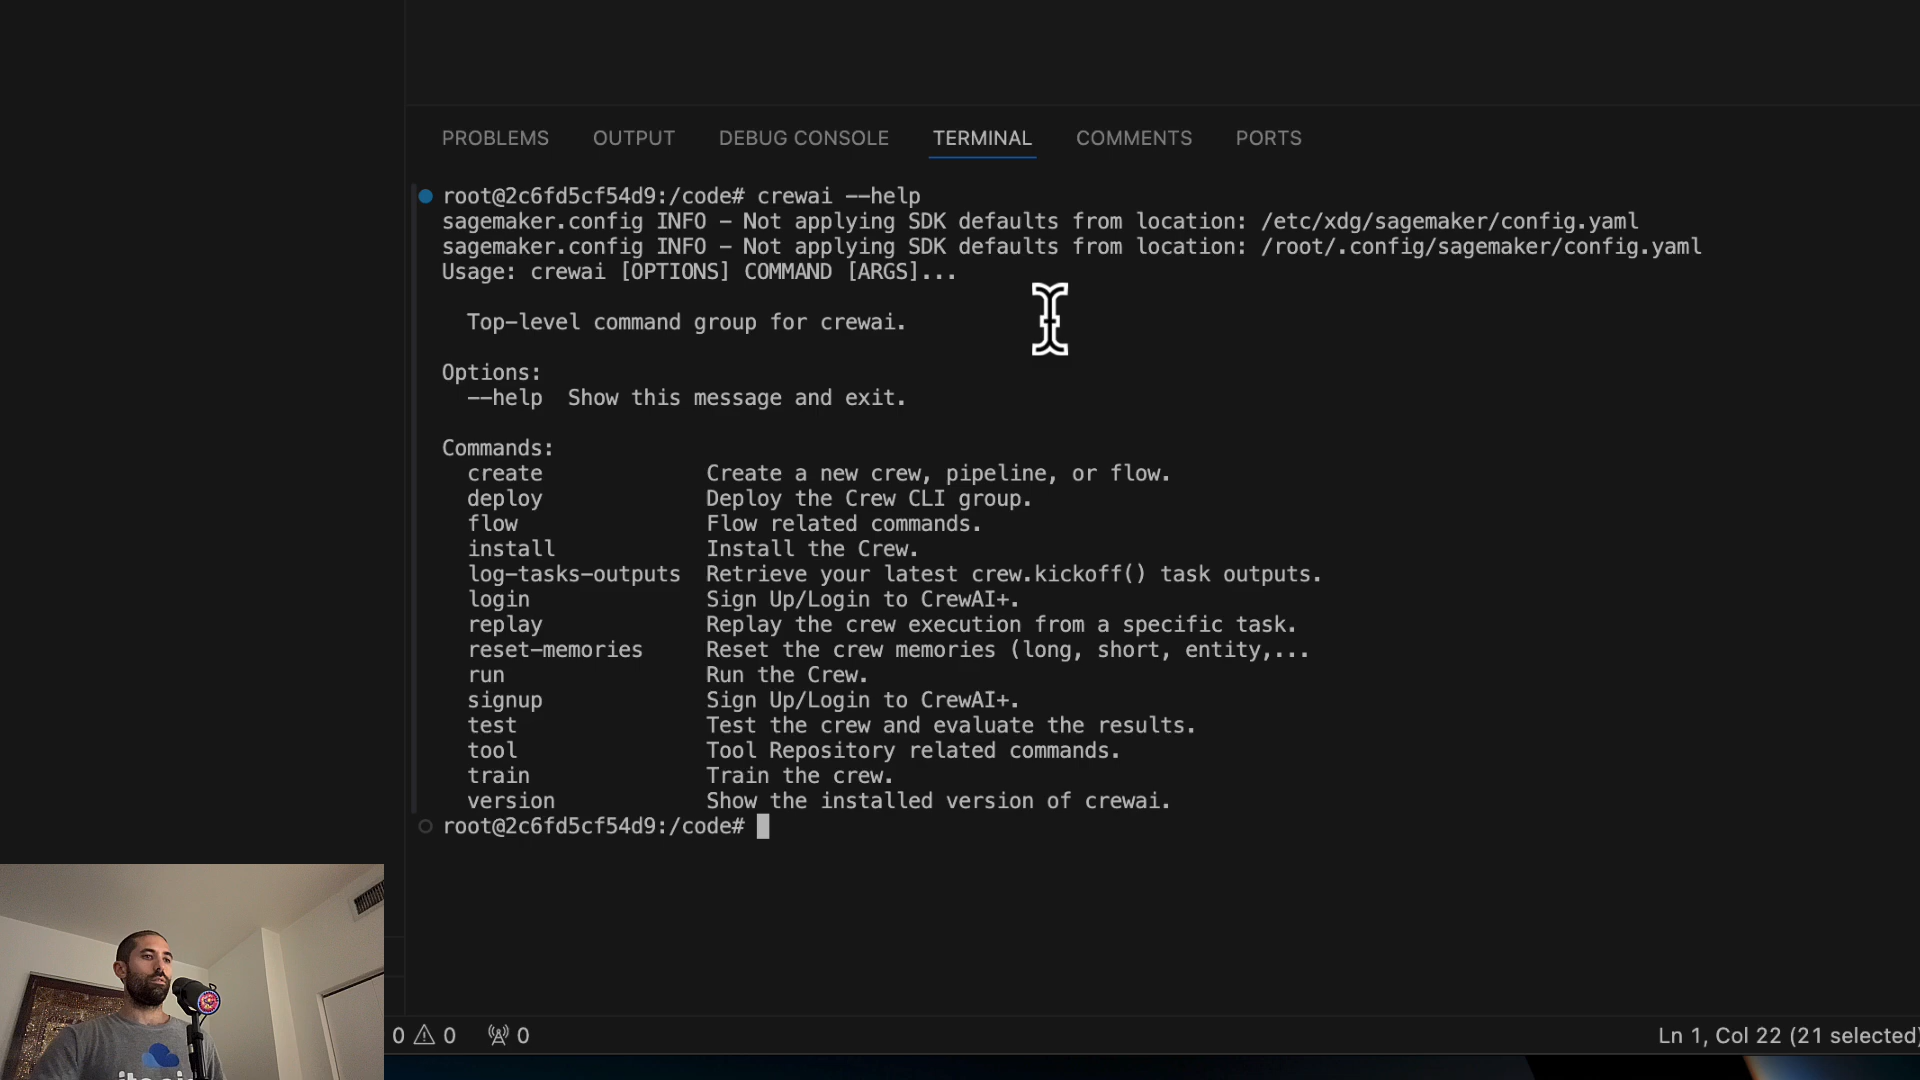 PROBLEMS OUTPUT DEBUG CONSOLE TERMINAL COMMENTS PORTS
root@2c6fd5cf54d9:/code# crewai --help
sagemaker.config INFO - Not applying SDK defaults from location: /etc/xdg/sagemaker/config.yaml
sagemaker.config INFO - Not applying SDK defaults from location: /root/.config/sagemaker/config.yaml
Usage: crewai [OPTIONS] COMMAND [ARGS]...
Top-level command group for crewai.
Options:
--help Show this message and exit.
Commands:
create Create a new crew, pipeline, or flow.
deploy Deploy the Crew CLI group.
flow Flow related commands.
install Install the Crew.
log-tasks-outputs Retrieve your latest crew.kickoff() task outputs.
login Sign Up/Login to CrewAI+.
replay Replay the crew execution from a specific task.
reset-memories Reset the crew memories (long, short, entity,...
run Run the Crew.
signup Sign Up/Login to CrewAI+.
test Test the crew and evaluate the results.
tool Tool Repository related commands.
train Train the crew.
version Show the installed version of crewai.
root@2c6fd5cf54d9:/code#
0 0 0 Ln 1, Col 22 (21 selected)